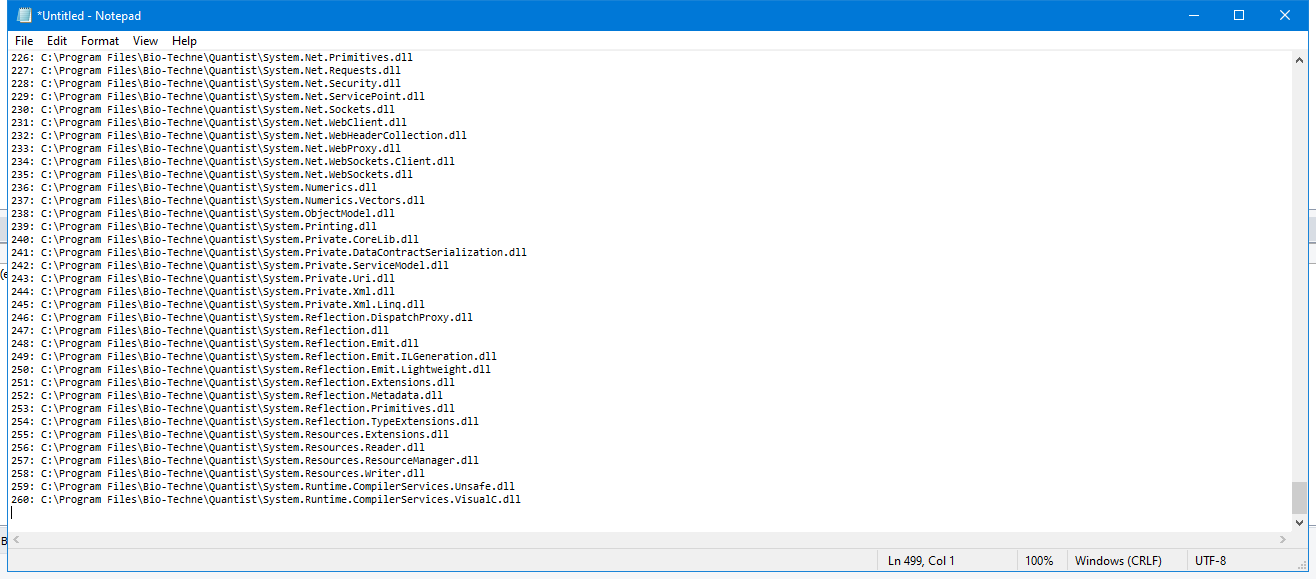 *Untitled - Notepad
File Edit Format View Help
226: C:\Program Files\Bio-Techne\Quantist\System.Net.Primitives.dll
227: C:\Program Files\Bio-Techne\Quantist\System.Net.Requests.dll
228: C:\Program Files\Bio-Techne\Quantist\System.Net.Security.dll
229: C:\Program Files\Bio-Techne\Quantist\System.Net.ServicePoint.dll
230: C:\Program Files\Bio-Techne\Quantist\System.Net.Sockets.dll
231: C:\Program Files\Bio-Techne\Quantist\System.Net.WebClient.dll
232: C:\Program Files\Bio-Techne\Quantist\System.Net.WebHeaderCollection.dll
233: C:\Program Files\Bio-Techne\Quantist\System.Net.WebProxy.dll
234: C:\Program Files\Bio-Techne\Quantist\System.Net.WebSockets.Client.dll
235: C:\Program Files\Bio-Techne\Quantist\System.Net.WebSockets.dll
236: C:\Program Files\Bio-Techne\Quantist\System.Numerics.dll
237: C:\Program Files\Bio-Techne\Quantist\System.Numerics.Vectors.dll
238: C:\Program Files\Bio-Techne\Quantist\System.ObjectModel.dll
239: C:\Program Files\Bio-Techne\Quantist\System.Printing.dll
240: C:\Program Files\Bio-Techne\Quantist\System.Private.CoreLib.dll
241: C:\Program Files\Bio-Techne\Quantist\System.Private.DataContractSerialization.dll
242: C:\Program Files\Bio-Techne\Quantist\System.Private.ServiceModel.dll
243: C:\Program Files\Bio-Techne\Quantist\System.Private.Uri.dll
244: C:\Program Files\Bio-Techne\Quantist\System.Private.Xml.dll
245: C:\Program Files\Bio-Techne\Quantist\System.Private.Xml.Linq.dll
246: C:\Program Files\Bio-Techne\Quantist\System.Reflection.DispatchProxy.dll
247: C:\Program Files\Bio-Techne\Quantist\System.Reflection.dll
248: C:\Program Files\Bio-Techne\Quantist\System.Reflection.Emit.dll
249: C:\Program Files\Bio-Techne\Quantist\System.Reflection.Emit.ILGeneration.dll
250: C:\Program Files\Bio-Techne\Quantist\System.Reflection.Emit.Lightweight.dll
251: C:\Program Files\Bio-Techne\Quantist\System.Reflection.Extensions.dll
252: C:\Program Files\Bio-Techne\Quantist\System.Reflection.Metadata.dll
253: C:\Program Files\Bio-Techne\Quantist\System.Reflection.Primitives.dll
254: C:\Program Files\Bio-Techne\Quantist\System.Reflection.TypeExtensions.dll
255: C:\Program Files\Bio-Techne\Quantist\System.Resources.Extensions.dll
256: C:\Program Files\Bio-Techne\Quantist\System.Resources.Reader.dll
257: C:\Program Files\Bio-Techne\Quantist\System.Resources.ResourceManager.dll
258: C:\Program Files\Bio-Techne\Quantist\System.Resources.Writer.dll
259: C:\Program Files\Bio-Techne\Quantist\System.Runtime.CompilerServices.Unsafe.dll
260: C:\Program Files\Bio-Techne\Quantist\System.Runtime.CompilerServices.VisualC.dll
Ln 499, Col 1 100% Windows (CRLF) UTF-8